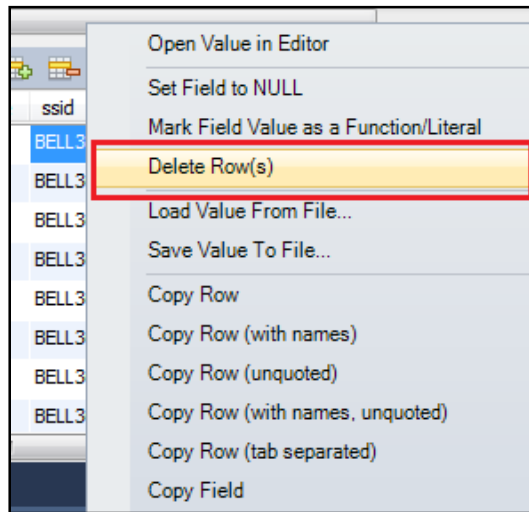 Open Value in Editor
Set Field to NULL
Mark Field Value as a Function/Literal
Delete Row(s)
Load Value From File...
Save Value To File...
Copy Row
Copy Row (with names)
Copy Row (unquoted)
Copy Row (with names, unquoted)
Copy Row (tab separated)
Copy Field
ssid
BELL3
BELL3
BELL3
BELL3
BELL3
BELL3
BELL3
BELL3